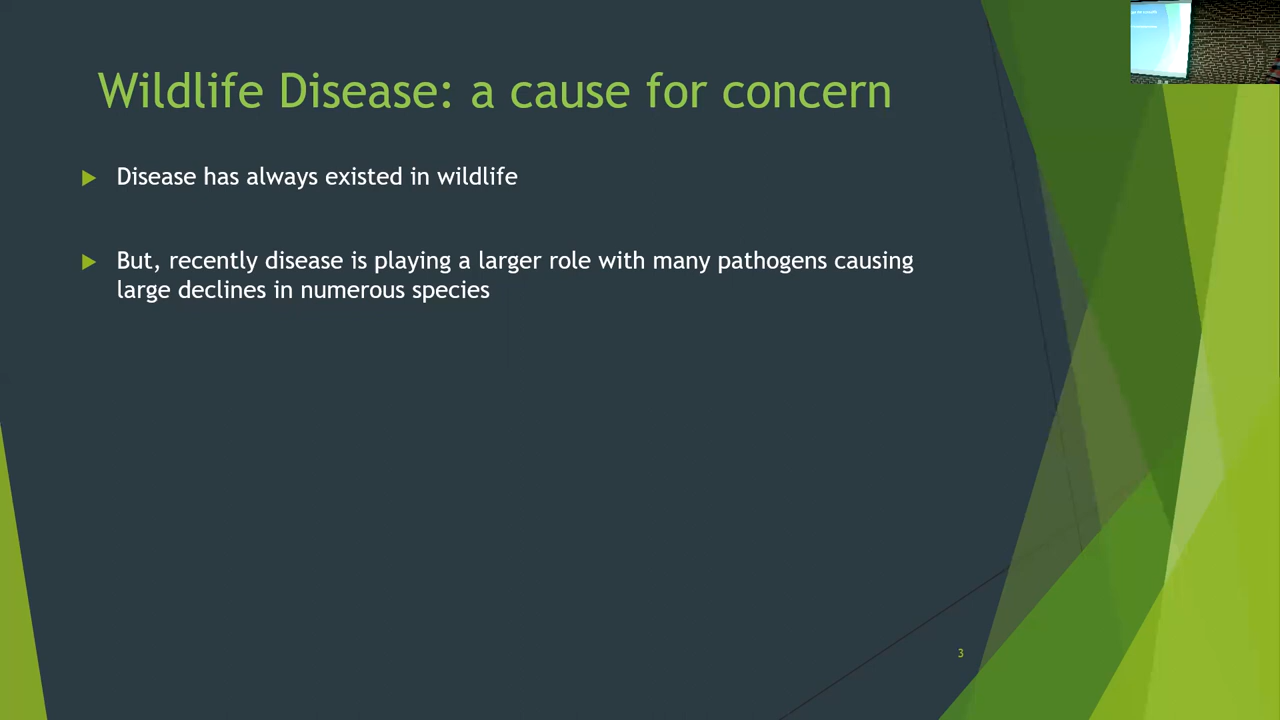 Wildlife Disease: a cause for concern
Disease has always existed in wildlife
But, recently disease is playing a larger role with many pathogens causing
large declines in numerous species
3